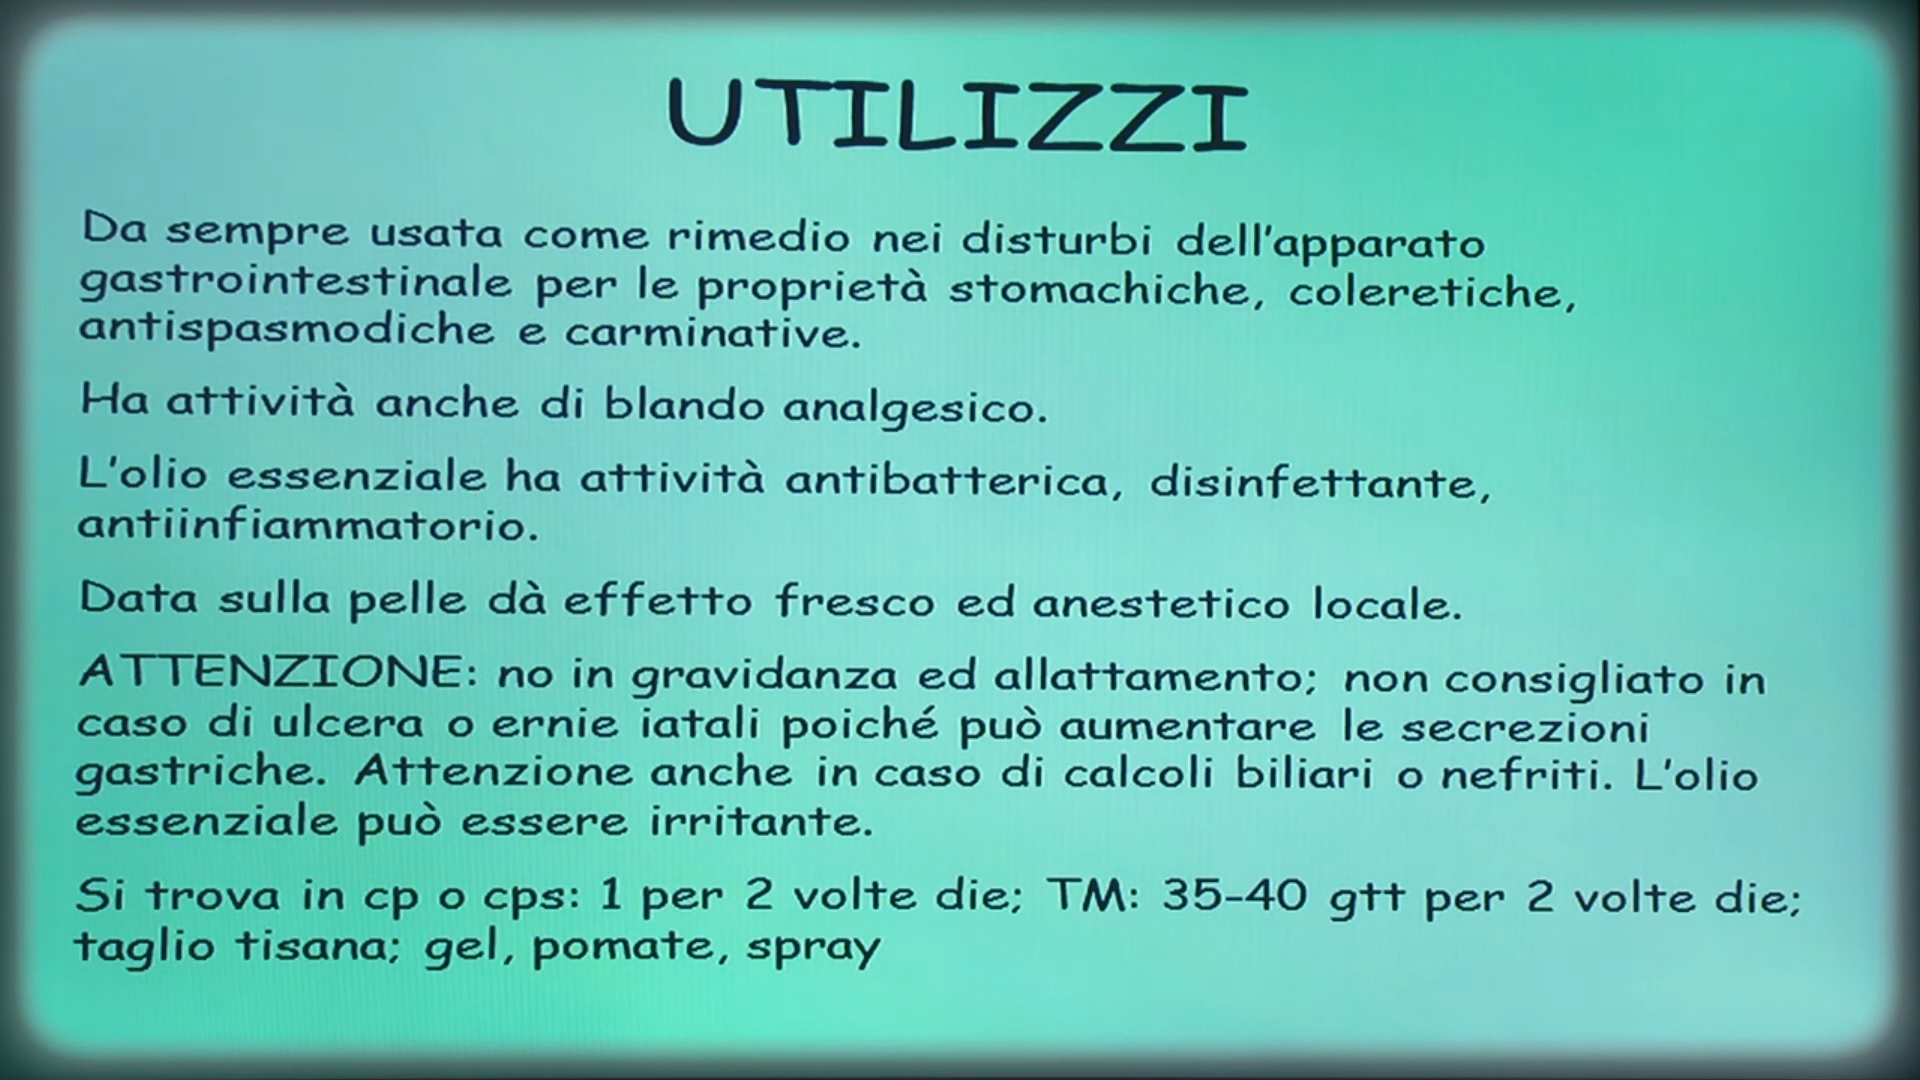 UTILIZZI
Da sempre usata come rimedio nei disturbi dell'apparato
gastrointestinale per le proprietà stomachiche, coleretiche,
antispasmodiche e carminative.
Ha attività anche di blando analgesico.
L'olio essenziale ha attività antibatterica, disinfettante,
antiinfiammatorio.
Data sulla pelle dà effetto fresco ed anestetico locale.
ATTENZIONE: no in gravidanza ed allattamento; non consigliato in
caso di ulcera o ernie iatali poiché può aumentare le secrezioni
gastriche. Attenzione anche in caso di calcoli biliari o nefriti. L'olio
essenziale può essere irritante.
Si trova in cp o cps: 1 per 2 volte die; TM: 35-40 gtt per 2 volte die;
taglio tisana; gel, pomate, spray